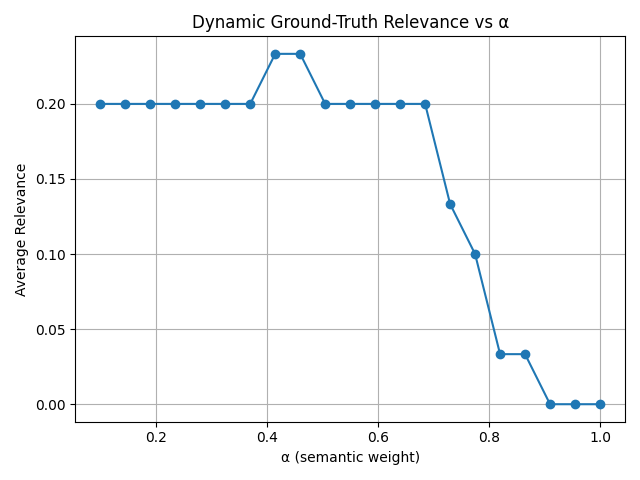 Dynamic Ground-Truth Relevance vs α
Average Relevance
0.20
0.15
0.10
0.05
0.00
0.2 0.4 0.6 0.8 1.0
α (semantic weight)